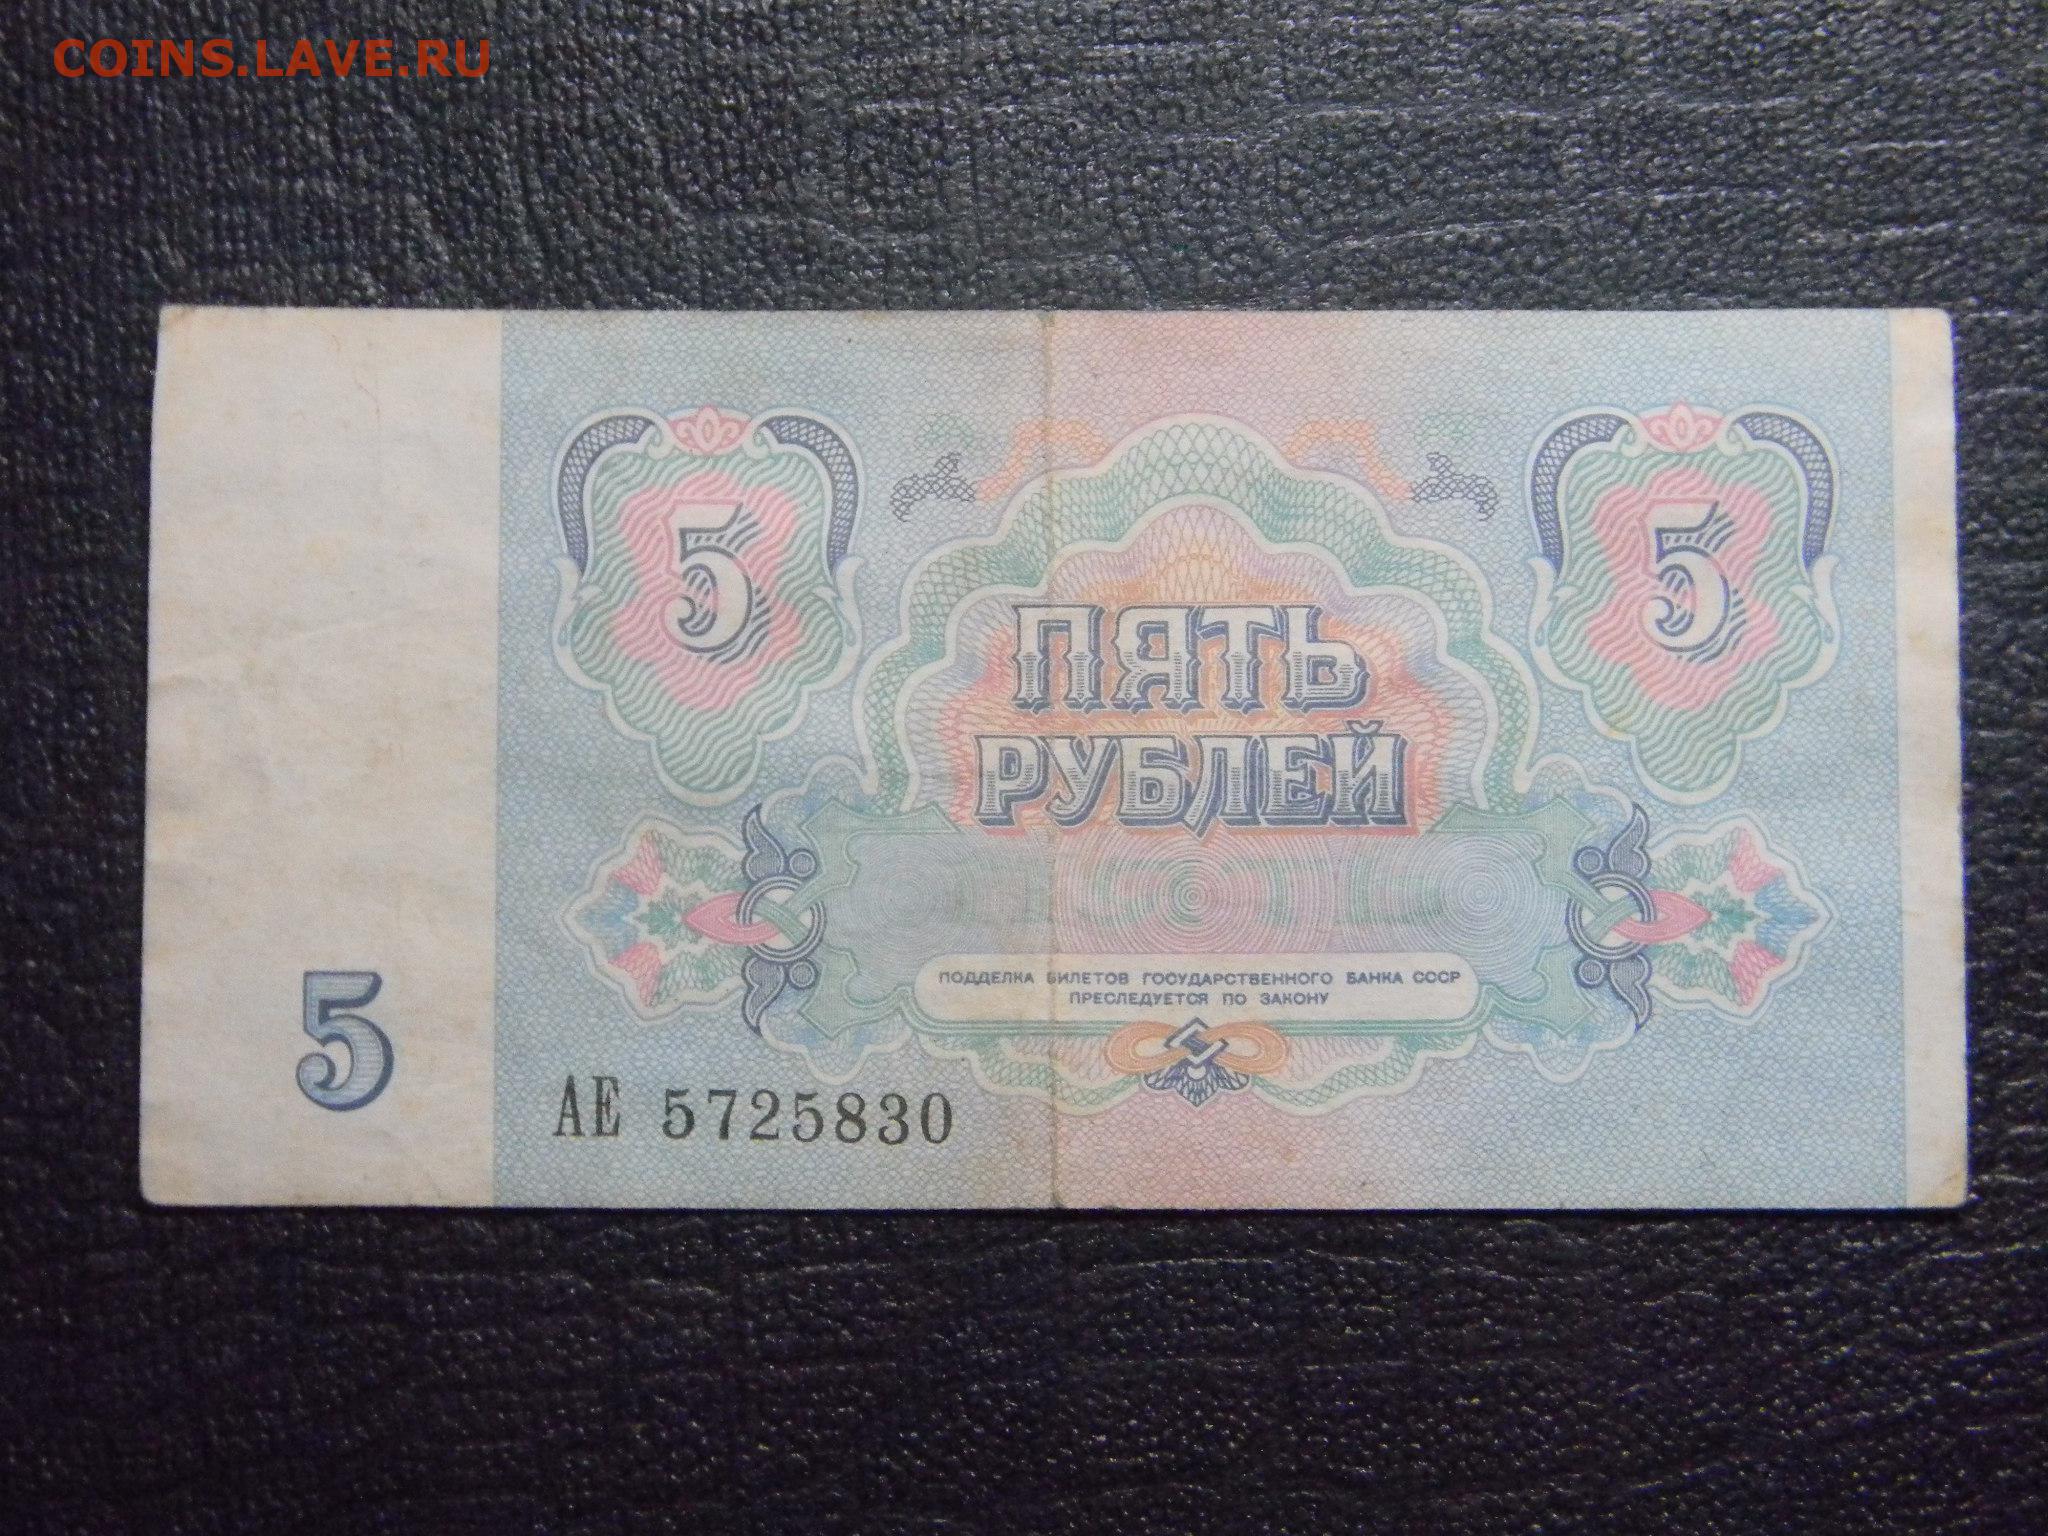 COINS.LAVE.RU
5
5
ПЯТЬ
РУБЛЕЙ
ПОДДЕЛКА БИЛЕТОВ ГОСУДАРСТВЕННОГО БАНКА СССР
ПРЕСЛЕДУЕТСЯ ПО ЗАКОНУ
5
АЕ 5725830